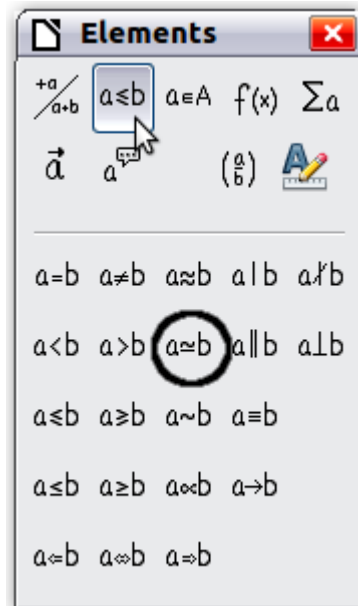 Elements
+a/a+b a≤b a∈A f(x) Σa
a⃗ a (a b)
a=b a≠b a≈b a|b a∤b
a<b a>b a≃b a∥b a⊥b
a⩽b a⩾b a~b a≡b
a≤b a≥b a∝b a→b
a⇐b a⇔b a⇒b